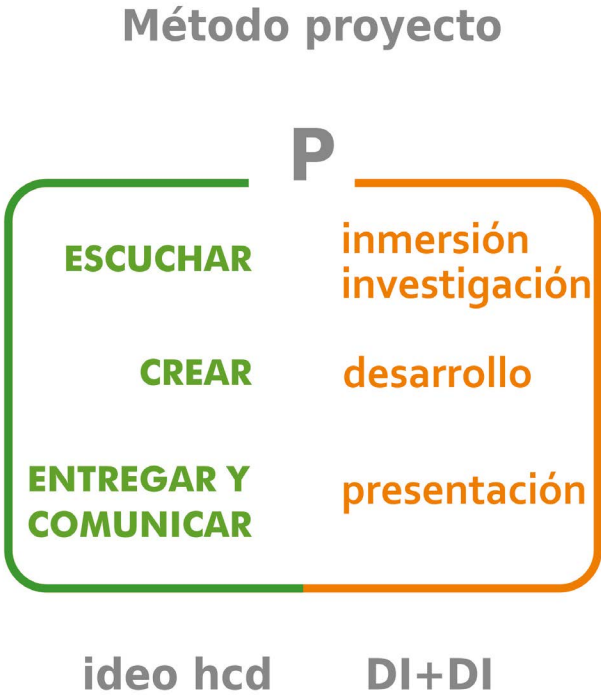 Método proyecto
P
ESCUCHAR
inmersión
investigación
CREAR
desarrollo
ENTREGAR Y
COMUNICAR
presentación
ideo hcd
DI+DI